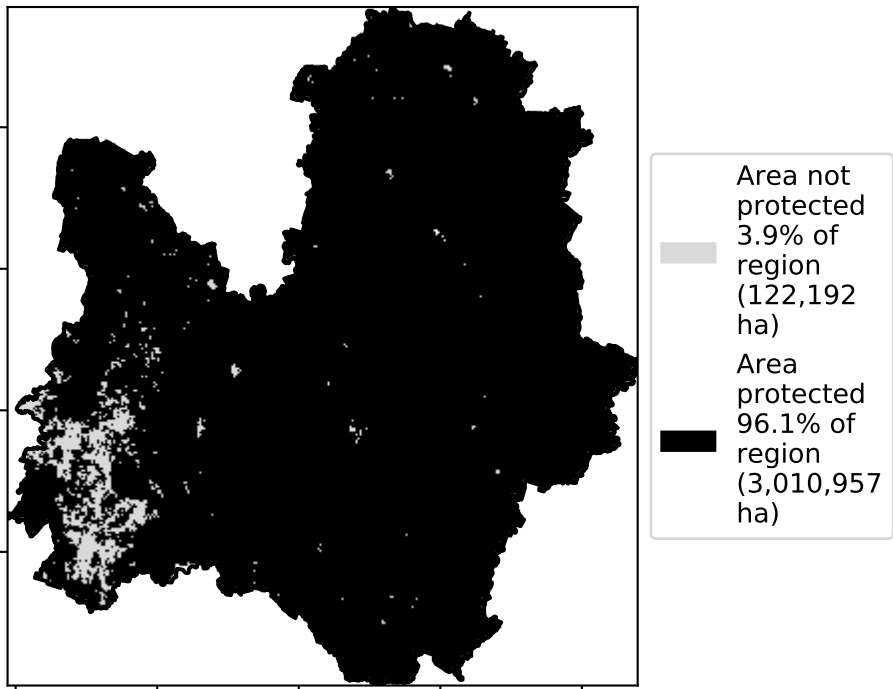 Area not
protected
3.9% of
region
(122,192
ha)
Area
protected
96.1% of
region
(3,010,957
ha)